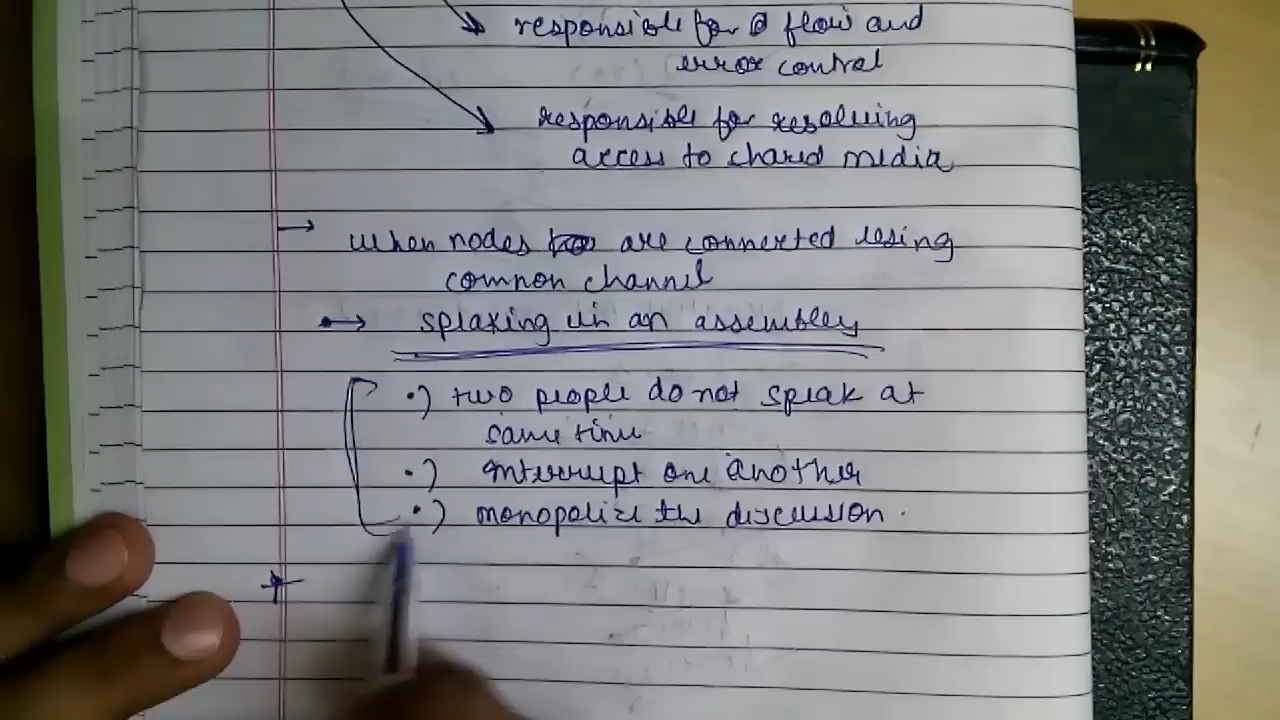 responsible for flow and
error control
responsible for resolving
access to shared media
when nodes are connected using
common channel
speaking in an assembly
•) two people do not speak at
same time
•) interrupt one another
•) monopolize the discussion.